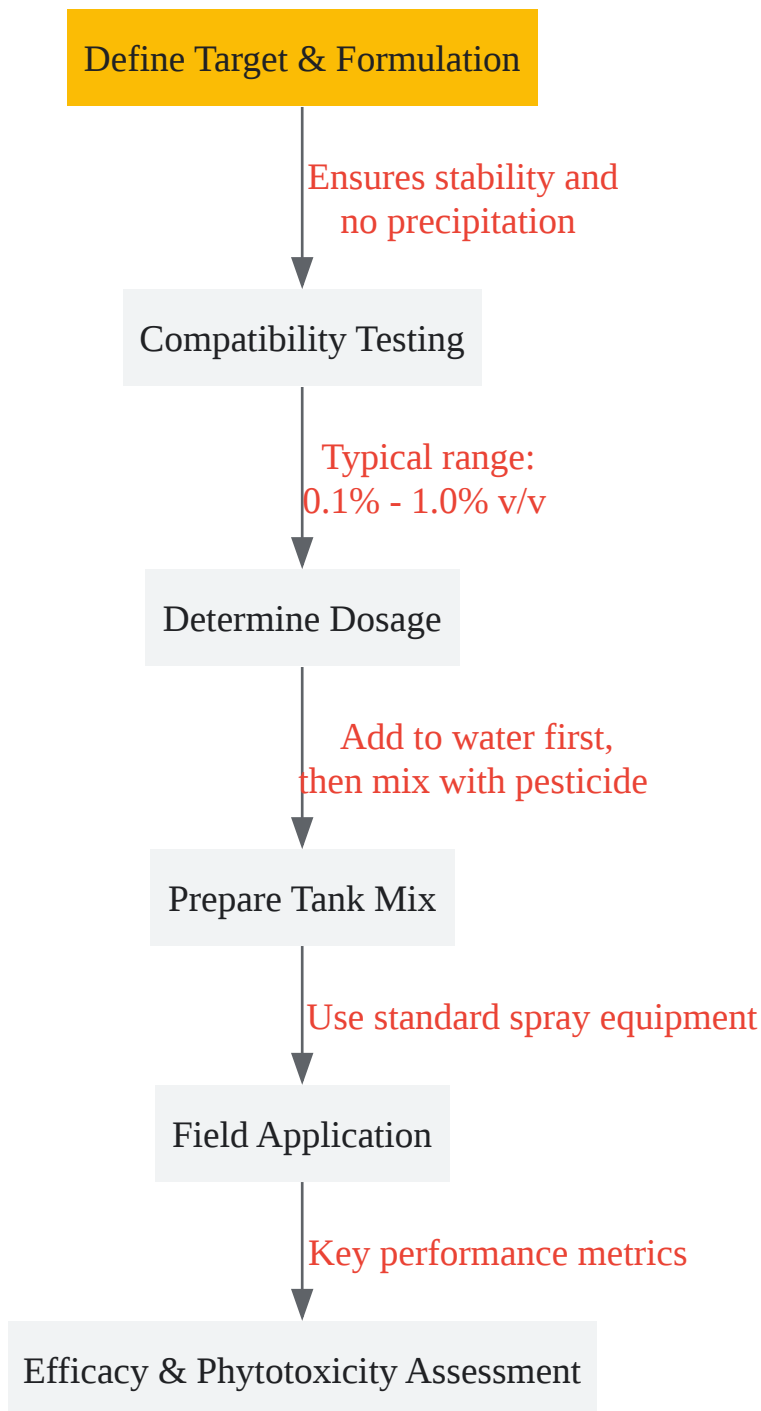 Define Target & Formulation
Ensures stability and
no precipitation
Compatibility Testing
Typical range:
0.1% - 1.0% v/v
Determine Dosage
Add to water first,
then mix with pesticide
Prepare Tank Mix
Use standard spray equipment
Field Application
Key performance metrics
Efficacy & Phytotoxicity Assessment